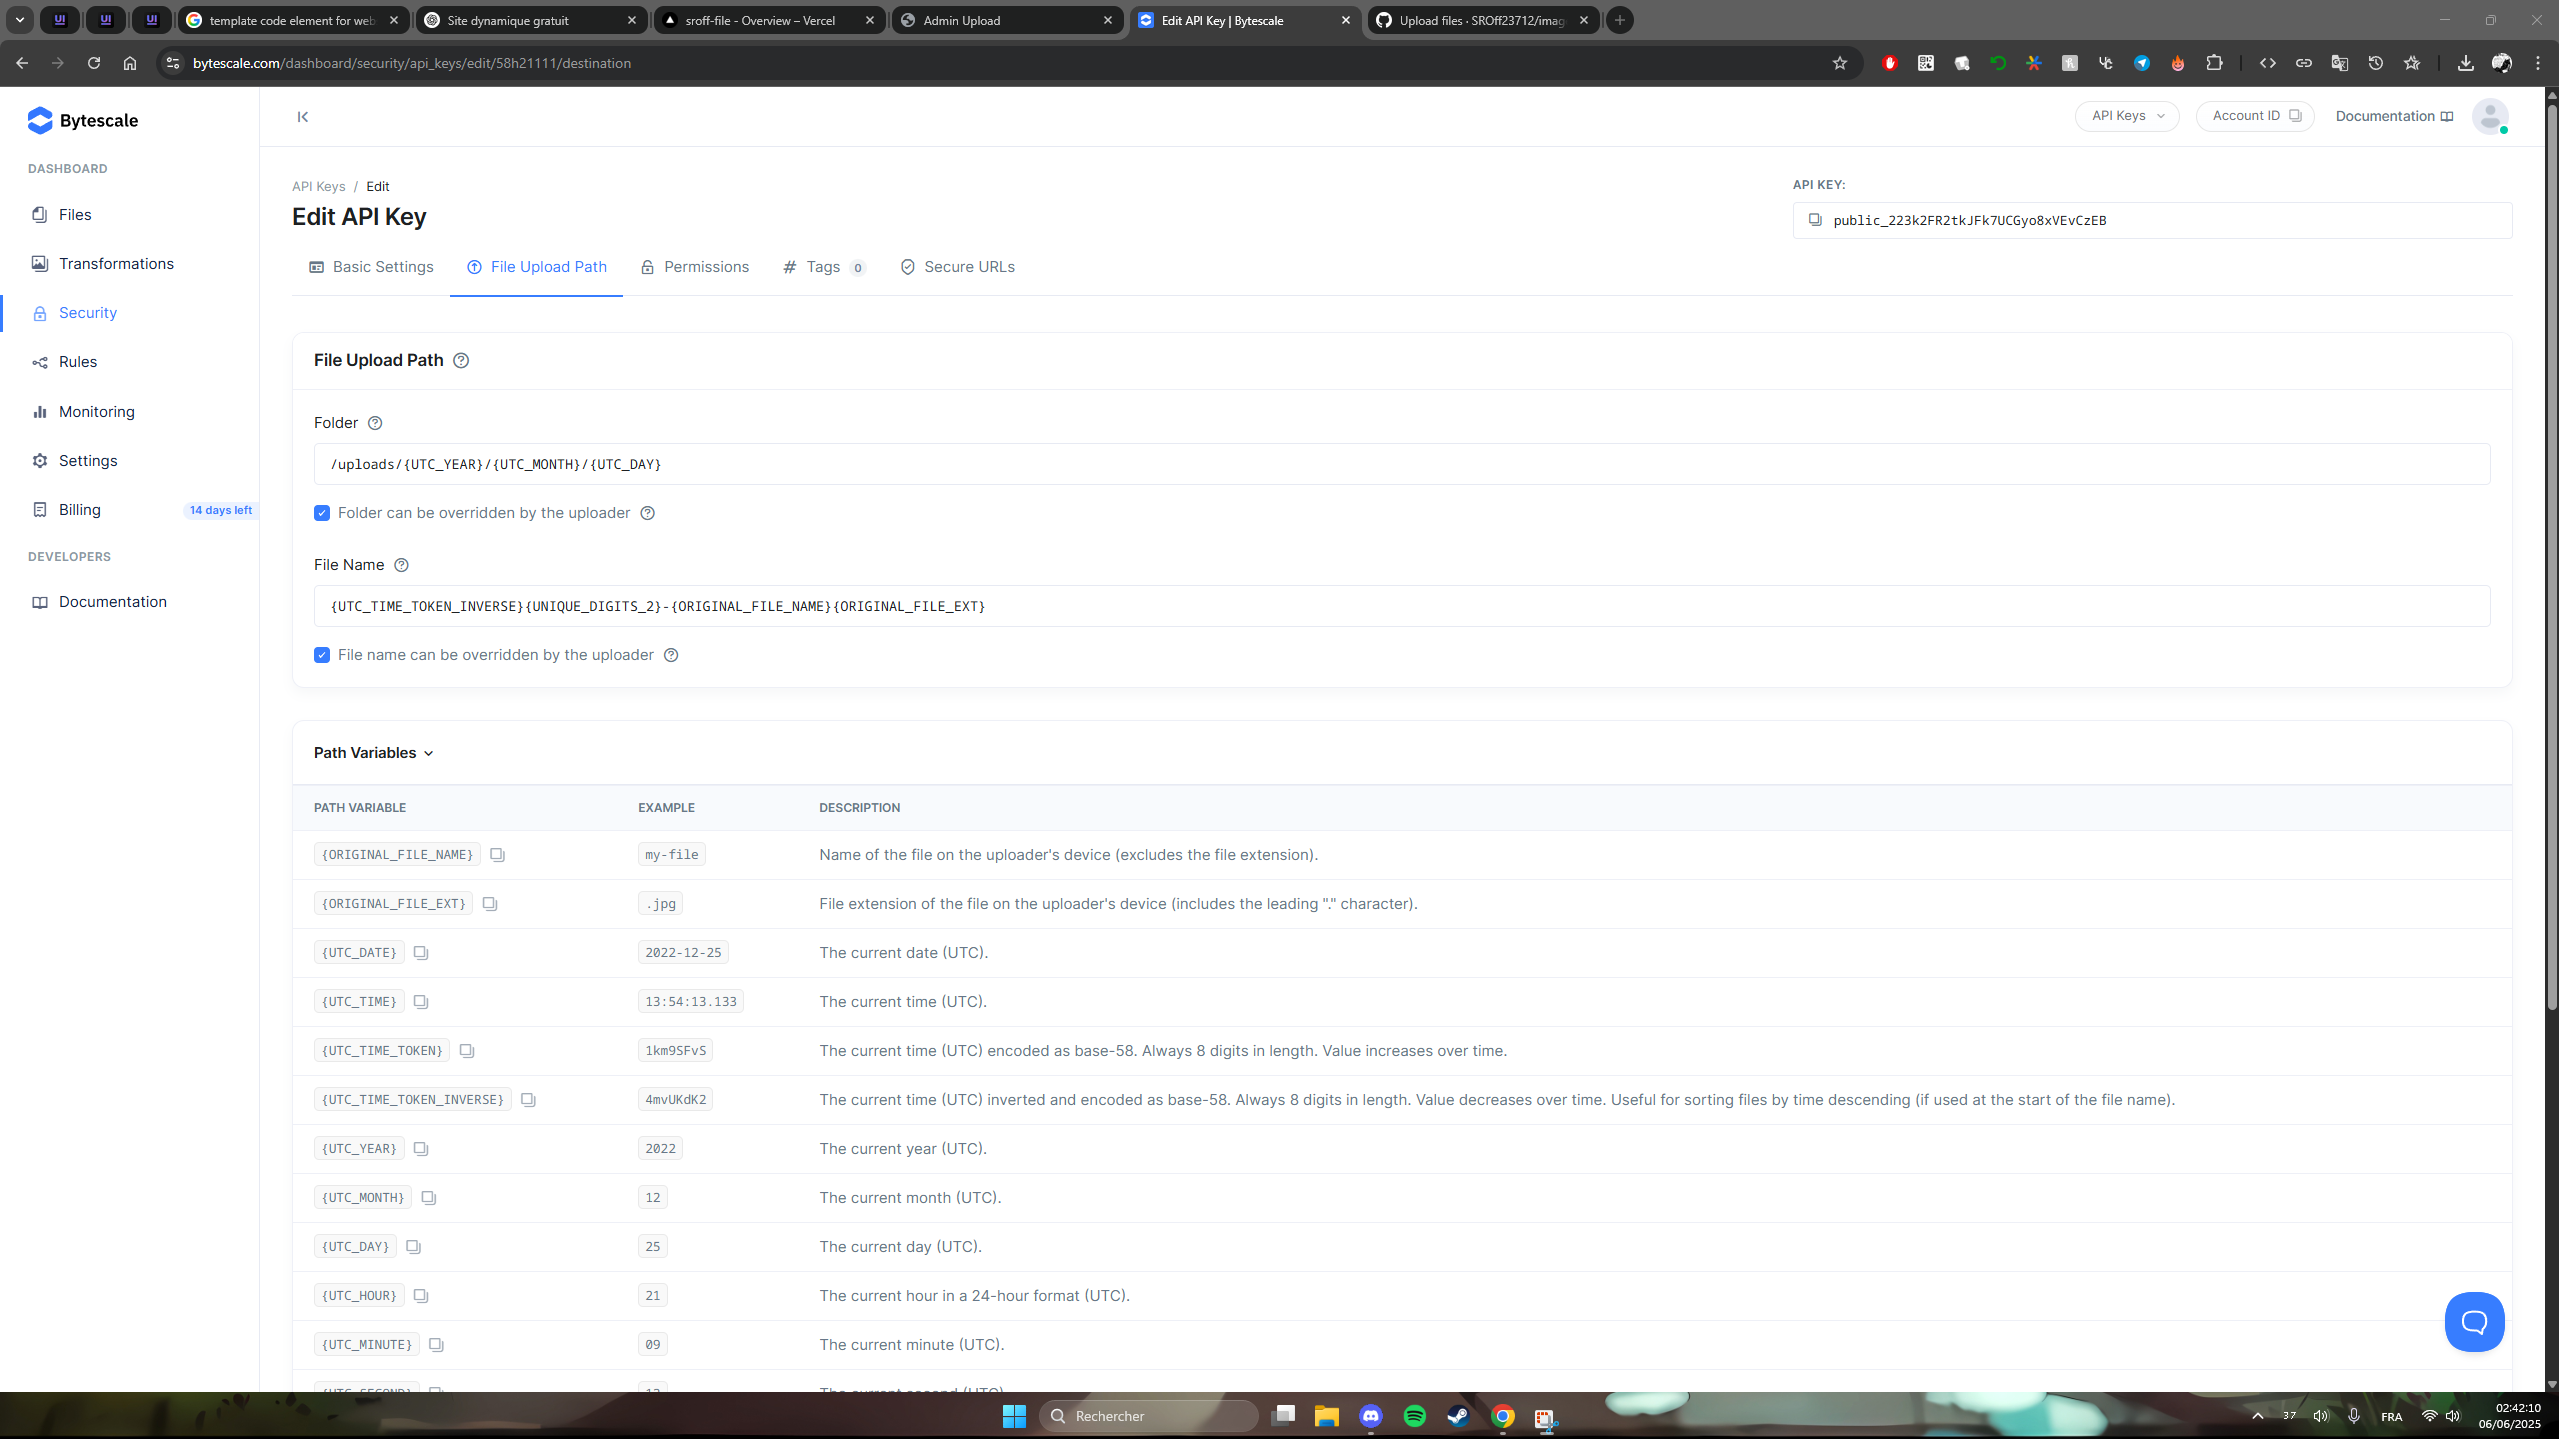 template code element for web
Site dynamique gratuit
sroff-file - Overview – Vercel
Admin Upload
Edit API Key | Bytescale
Upload files · SROff23712/imag
bytescale.com/dashboard/security/api_keys/edit/58h21111/destination
Bytescale
API Keys
Account ID
Documentation
DASHBOARD
Files
Transformations
Security
Rules
Monitoring
Settings
Billing
14 days left
DEVELOPERS
Documentation
API Keys / Edit
Edit API Key
API KEY:
public_223k2FR2tkJFk7UCGyo8xVEvCzEB
Basic Settings
File Upload Path
Permissions
Tags 0
Secure URLs
File Upload Path
Folder
/uploads/{UTC_YEAR}/{UTC_MONTH}/{UTC_DAY}
Folder can be overridden by the uploader
File Name
{UTC_TIME_TOKEN_INVERSE}{UNIQUE_DIGITS_2}-{ORIGINAL_FILE_NAME}{ORIGINAL_FILE_EXT}
File name can be overridden by the uploader
Path Variables
PATH VARIABLE EXAMPLE DESCRIPTION
{ORIGINAL_FILE_NAME} my-file Name of the file on the uploader's device (excludes the file extension).
{ORIGINAL_FILE_EXT} .jpg File extension of the file on the uploader's device (includes the leading "." character).
{UTC_DATE} 2022-12-25 The current date (UTC).
{UTC_TIME} 13:54:13.133 The current time (UTC).
{UTC_TIME_TOKEN} 1km9SFvS The current time (UTC) encoded as base-58. Always 8 digits in length. Value increases over time.
{UTC_TIME_TOKEN_INVERSE} 4mvUKdK2 The current time (UTC) inverted and encoded as base-58. Always 8 digits in length. Value decreases over time. Useful for sorting files by time descending (if used at the start of the file name).
{UTC_YEAR} 2022 The current year (UTC).
{UTC_MONTH} 12 The current month (UTC).
{UTC_DAY} 25 The current day (UTC).
{UTC_HOUR} 21 The current hour in a 24-hour format (UTC).
{UTC_MINUTE} 09 The current minute (UTC).
{UTC_SECOND} The current second (UTC)
Rechercher
37
FRA
02:42:10
06/06/2025